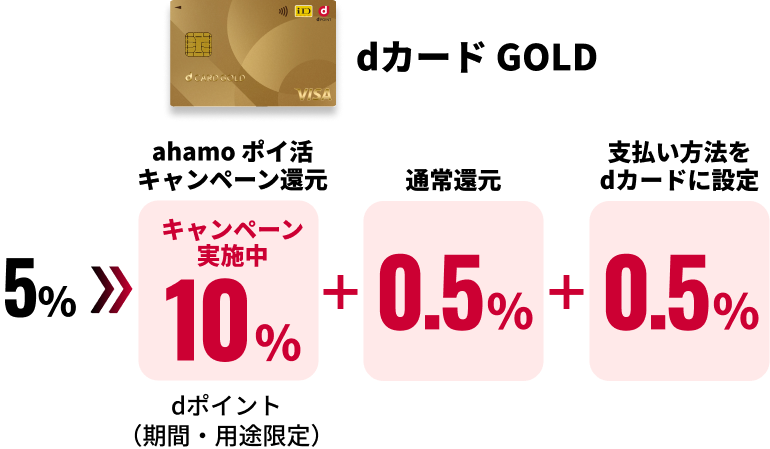 iD
d
dPOINT
d CARD GOLD
VISA
dカード GOLD
ahamo ポイ活
キャンペーン還元
通常還元
支払い方法を
dカードに設定
5%
キャンペーン
実施中
10%
+
0.5%
+
0.5%
dポイント
（期間・用途限定）